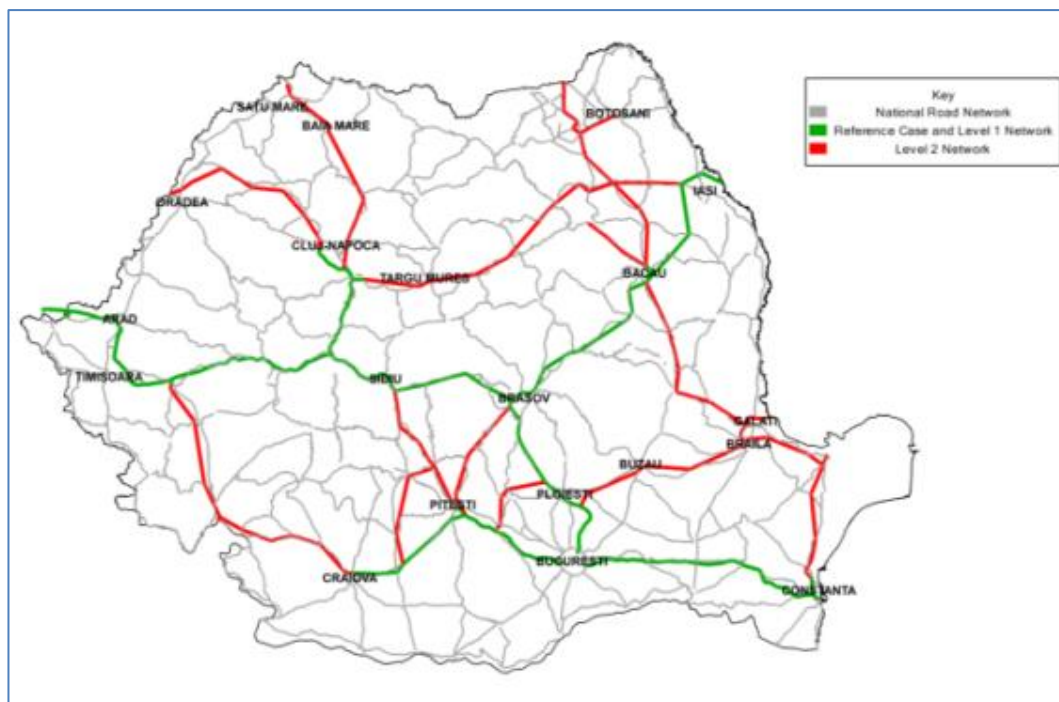 Key
National Road Network
Reference Case and Level 1 Network
Level 2 Network
SATU MARE
BAIA MARE
BOTOSANI
ORADEA
IASI
CLUJ-NAPOCA
TARGU MURES
BACAU
ARAD
TIMISOARA
SIBIU
BRASOV
GALATI
BRAILA
BUZAU
PLOIESTI
PITESTI
BUCURESTI
CRAIOVA
CONSTANTA